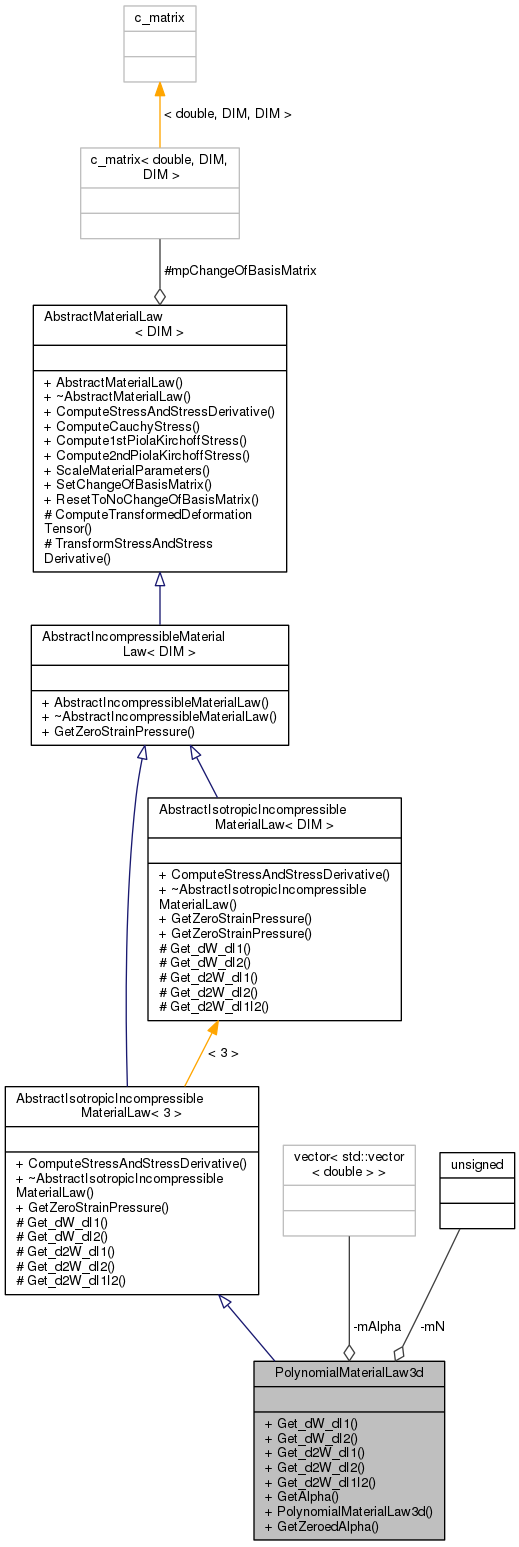 c_matrix
< double, DIM, DIM >
c_matrix< double, DIM,
DIM >
#mpChangeOfBasisMatrix
AbstractMaterialLaw
< DIM >
+ AbstractMaterialLaw()
+ ~AbstractMaterialLaw()
+ ComputeStressAndStressDerivative()
+ ComputeCauchyStress()
+ Compute1stPiolaKirchoffStress()
+ Compute2ndPiolaKirchoffStress()
+ ScaleMaterialParameters()
+ SetChangeOfBasisMatrix()
+ ResetToNoChangeOfBasisMatrix()
# ComputeTransformedDeformation
Tensor()
# TransformStressAndStress
Derivative()
AbstractIncompressibleMaterial
Law< DIM >
+ AbstractIncompressibleMaterialLaw()
+ ~AbstractIncompressibleMaterialLaw()
+ GetZeroStrainPressure()
AbstractIsotropicIncompressible
MaterialLaw< DIM >
+ ComputeStressAndStressDerivative()
+ ~AbstractIsotropicIncompressible
MaterialLaw()
+ GetZeroStrainPressure()
+ GetZeroStrainPressure()
# Get_dW_dI1()
# Get_dW_dI2()
# Get_d2W_dI1()
# Get_d2W_dI2()
# Get_d2W_dI1I2()
< 3 >
AbstractIsotropicIncompressible
MaterialLaw< 3 >
+ ComputeStressAndStressDerivative()
+ ~AbstractIsotropicIncompressible
MaterialLaw()
+ GetZeroStrainPressure()
# Get_dW_dI1()
# Get_dW_dI2()
# Get_d2W_dI1()
# Get_d2W_dI2()
# Get_d2W_dI1I2()
vector< std::vector
< double > >
unsigned
-mAlpha
-mN
PolynomialMaterialLaw3d
+ Get_dW_dI1()
+ Get_dW_dI2()
+ Get_d2W_dI1()
+ Get_d2W_dI2()
+ Get_d2W_dI1I2()
+ GetAlpha()
+ PolynomialMaterialLaw3d()
+ GetZeroedAlpha()